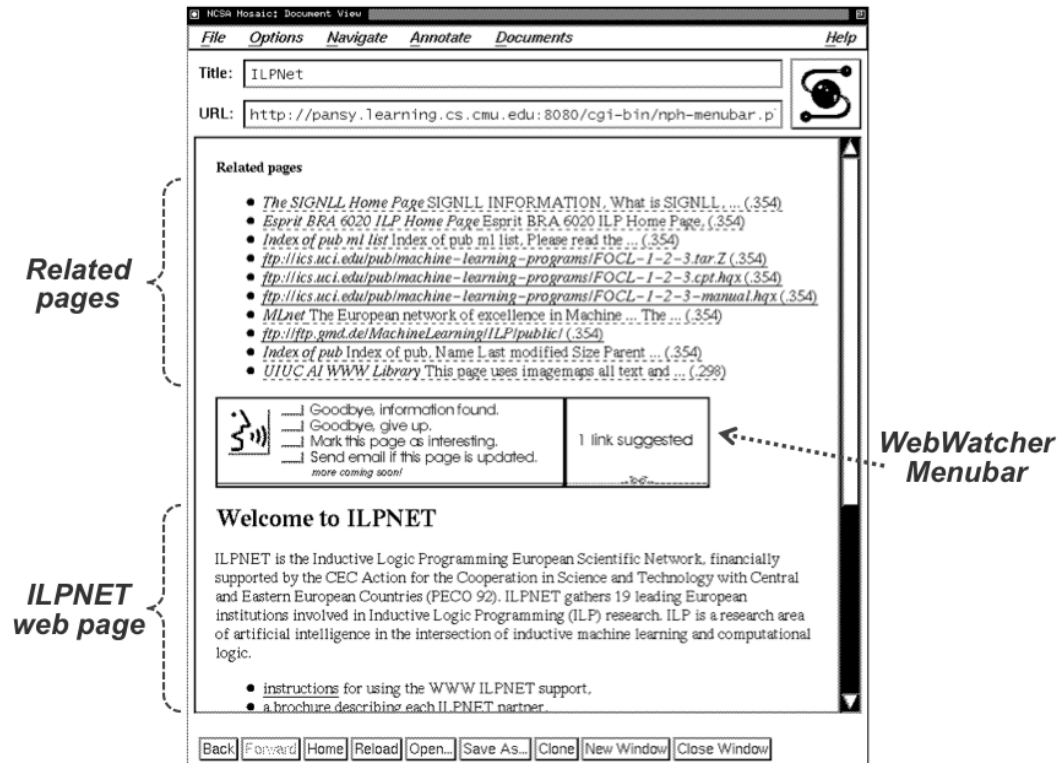 NCSA Mosaic: Document View
File Options Navigate Annotate Documents Help
Title: ILPNet
URL: http://pansy.learning.cs.cmu.edu:8080/cgi-bin/nph-menubar.pl
Related pages
The SIGNLL Home Page SIGNLL INFORMATION, What is SIGNLL, ... (.354)
Esprit BRA 6020 ILP Home Page Esprit BRA 6020 ILP Home Page, (.354)
Index of pub ml list Index of pub ml list, Please read the ... (.354)
ftp://ics.uci.edu/pub/machine-learning-programs/FOCL-1-2-3.tar.Z (.354)
ftp://ics.uci.edu/pub/machine-learning-programs/FOCL-1-2-3.cpt.hqx (.354)
ftp://ics.uci.edu/pub/machine-learning-programs/FOCL-1-2-3-manual.hqx (.354)
MLnet The European network of excellence in Machine ... The ... (.354)
ftp://ftp.gmd.de/MachineLearning/ILP/public/ (.354)
Index of pub Index of pub, Name Last modified Size Parent ... (.354)
UIUC AI WWW Library This page uses imagemaps all text and ... (.298)
Related
pages
Goodbye, information found.
Goodbye, give up.
Mark this page as interesting.
Send email if this page is updated.
more coming soon!
1 link suggested
WebWatcher
Menubar
Welcome to ILPNET
ILPNET is the Inductive Logic Programming European Scientific Network, financially
supported by the CEC Action for the Cooperation in Science and Technology with Central
and Eastern European Countries (PECO 92). ILPNET gathers 19 leading European
institutions involved in Inductive Logic Programming (ILP) research. ILP is a research area
of artificial intelligence in the intersection of inductive machine learning and computational
logic.
ILPNET
web page
instructions for using the WWW ILPNET support,
a brochure describing each ILPNET partner,
Back Forward Home Reload Open... Save As... Clone New Window Close Window